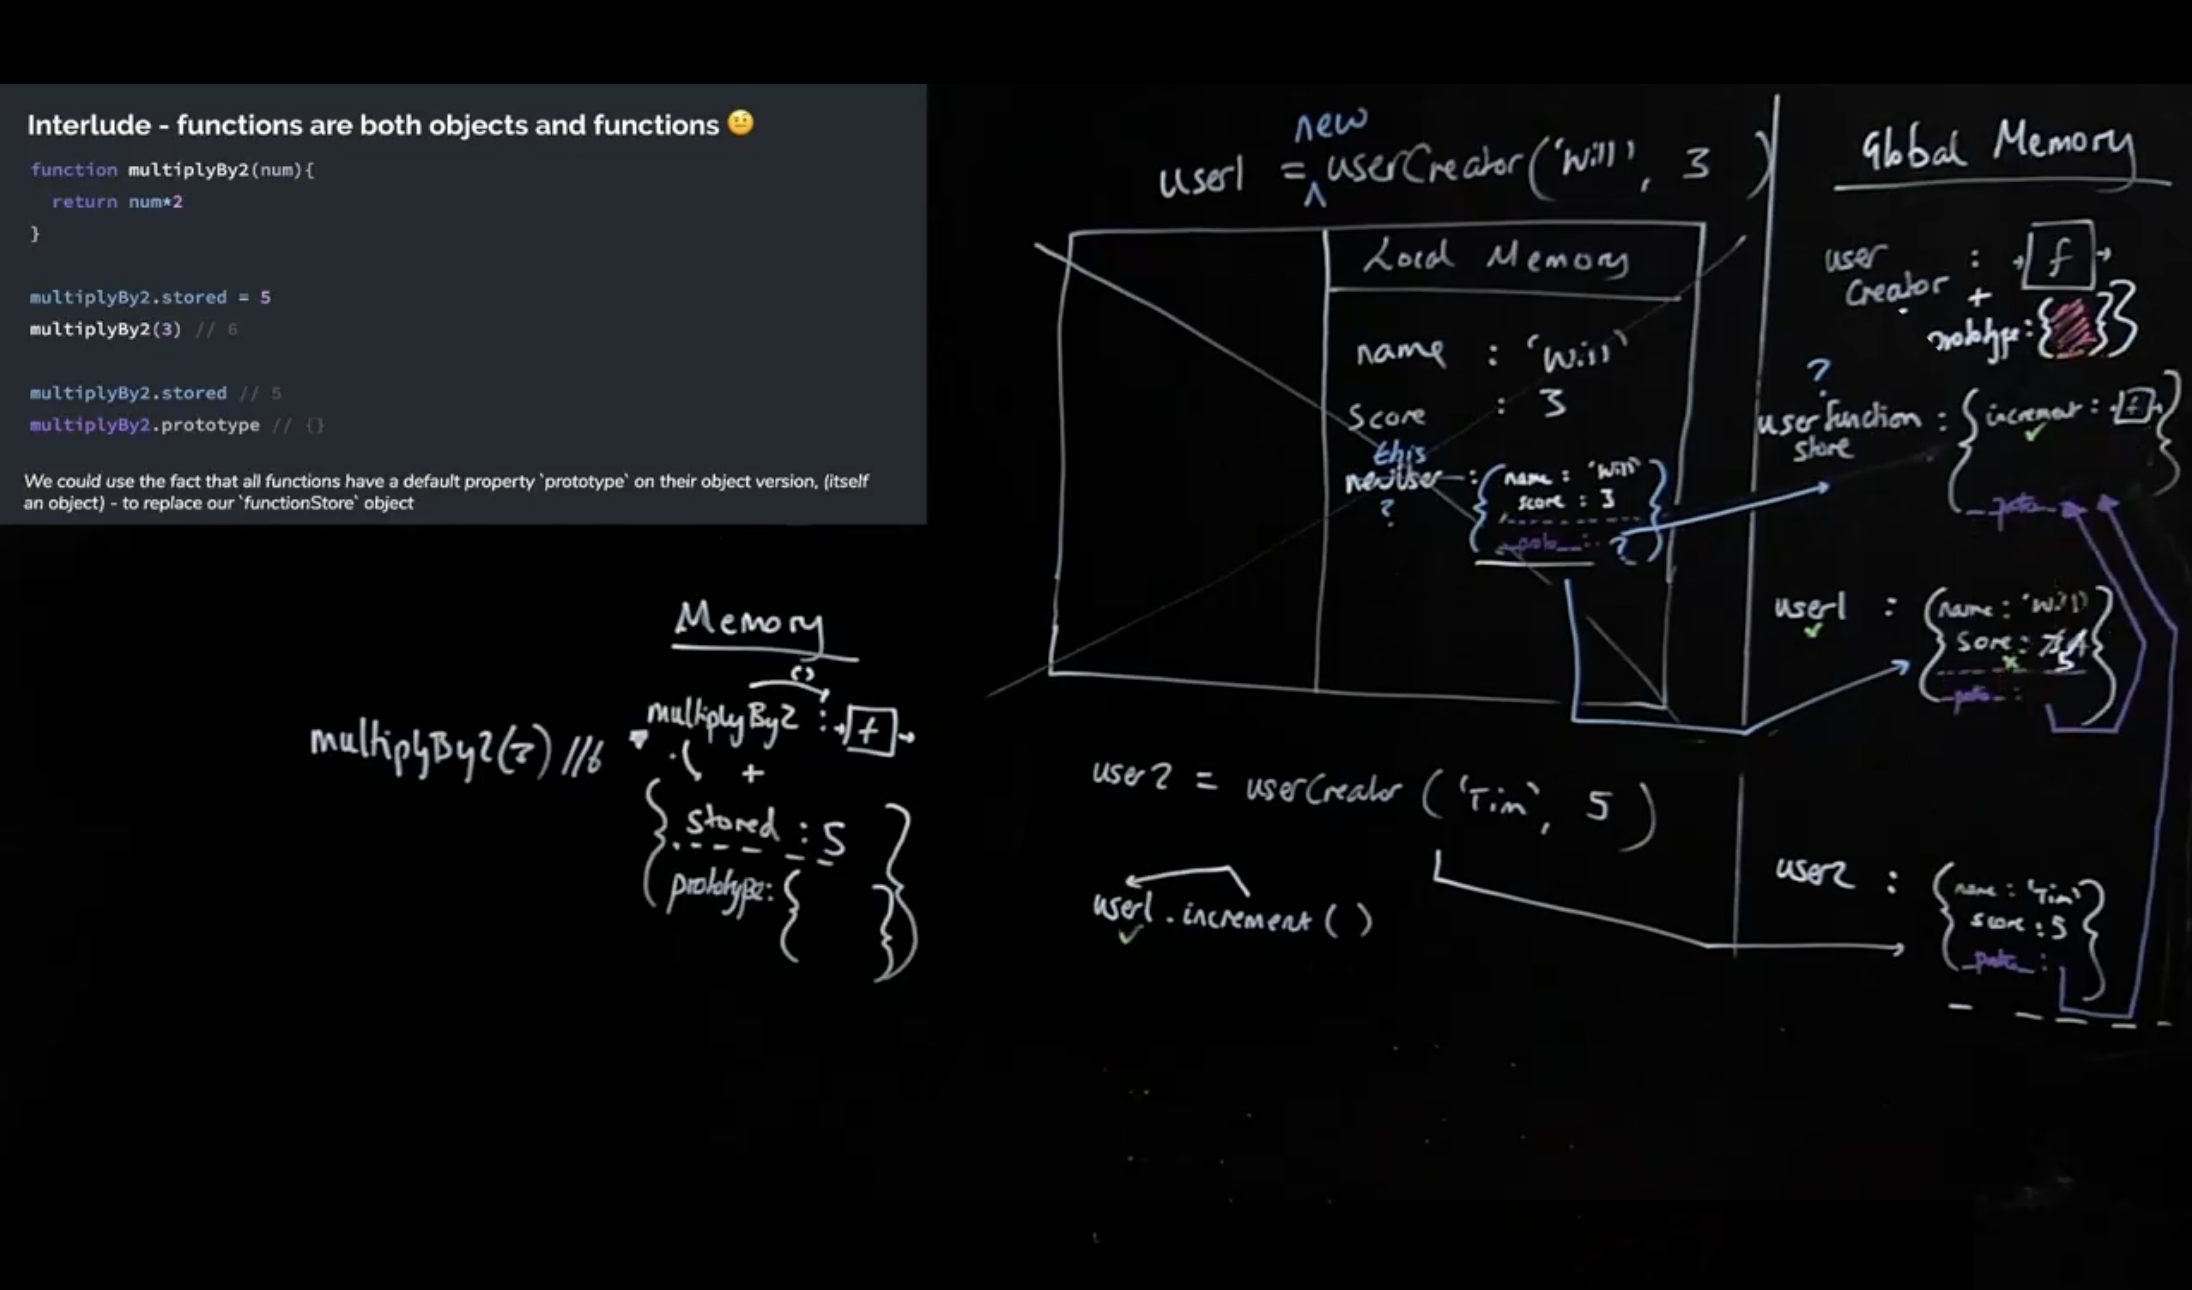 Interlude - functions are both objects and functions 🤨
function multiplyBy2(num){
return num*2
}
multiplyBy2.stored = 5
multiplyBy2(3) // 6
multiplyBy2.stored // 5
multiplyBy2.prototype // {}
We could use the fact that all functions have a default property `prototype` on their object version, (itself
an object) - to replace our `functionStore` object
Memory
()
multiplyBy2 : f
multiplyBy2(3) // 6
+
{ stored : 5
prototype: { } }
new
user1 = userCreator('Will', 3 )
Local Memory
name : 'Will'
Score : 3
this
newUser : { name : 'Will'
? score : 3
__proto__ : ? }
user2 = userCreator ('Tim', 5 )
user1.increment ( )
Global Memory
user
Creator : f
+
prototype: { } }
?
user function : { increment : f }
store
__proto__
user1 : { name : 'Will'
Score : 5
__proto__ : }
user2 : { name : 'Tim'
score : 5
__proto__ : }